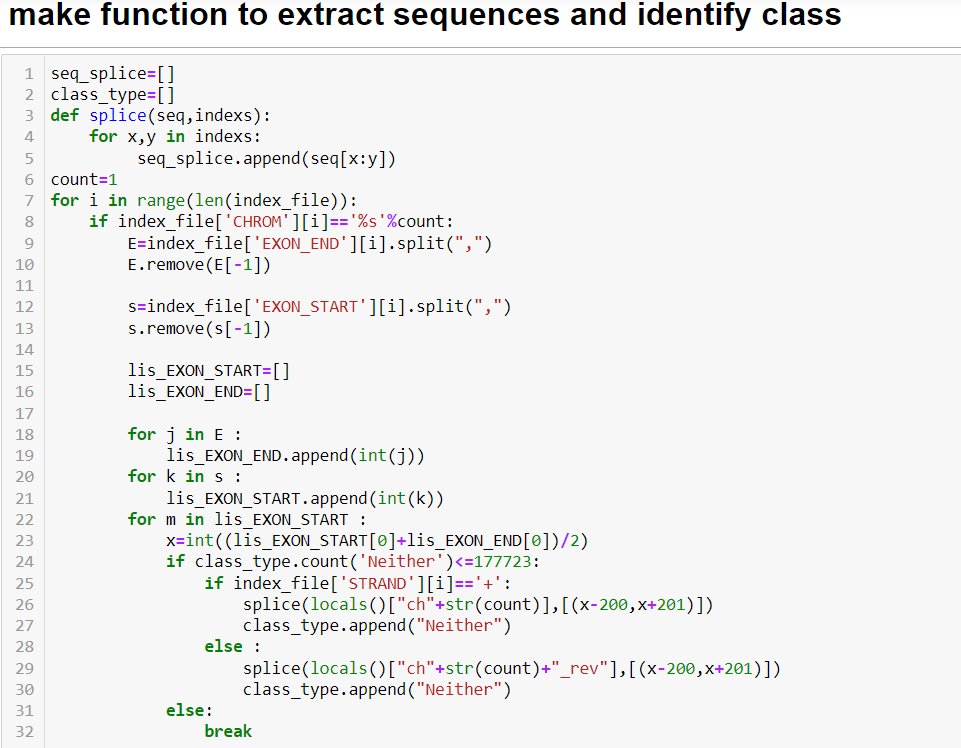 make function to extract sequences and identify class
1 seq_splice=[]
2 class_type=[]
3 def splice(seq,indexs):
4     for x,y in indexs:
5          seq_splice.append(seq[x:y])
6 count=1
7 for i in range(len(index_file)):
8     if index_file['CHROM'][i]=='%s'%count:
9         E=index_file['EXON_END'][i].split(",")
10         E.remove(E[-1])
11
12         s=index_file['EXON_START'][i].split(",")
13         s.remove(s[-1])
14
15         lis_EXON_START=[]
16         lis_EXON_END=[]
17
18         for j in E :
19             lis_EXON_END.append(int(j))
20         for k in s :
21             lis_EXON_START.append(int(k))
22         for m in lis_EXON_START :
23             x=int((lis_EXON_START[0]+lis_EXON_END[0])/2)
24             if class_type.count('Neither')<=177723:
25                 if index_file['STRAND'][i]=='+':
26                     splice(locals()["ch"+str(count)],[(x-200,x+201)])
27                     class_type.append("Neither")
28                 else :
29                     splice(locals()["ch"+str(count)+"_rev"],[(x-200,x+201)])
30                     class_type.append("Neither")
31             else:
32                 break